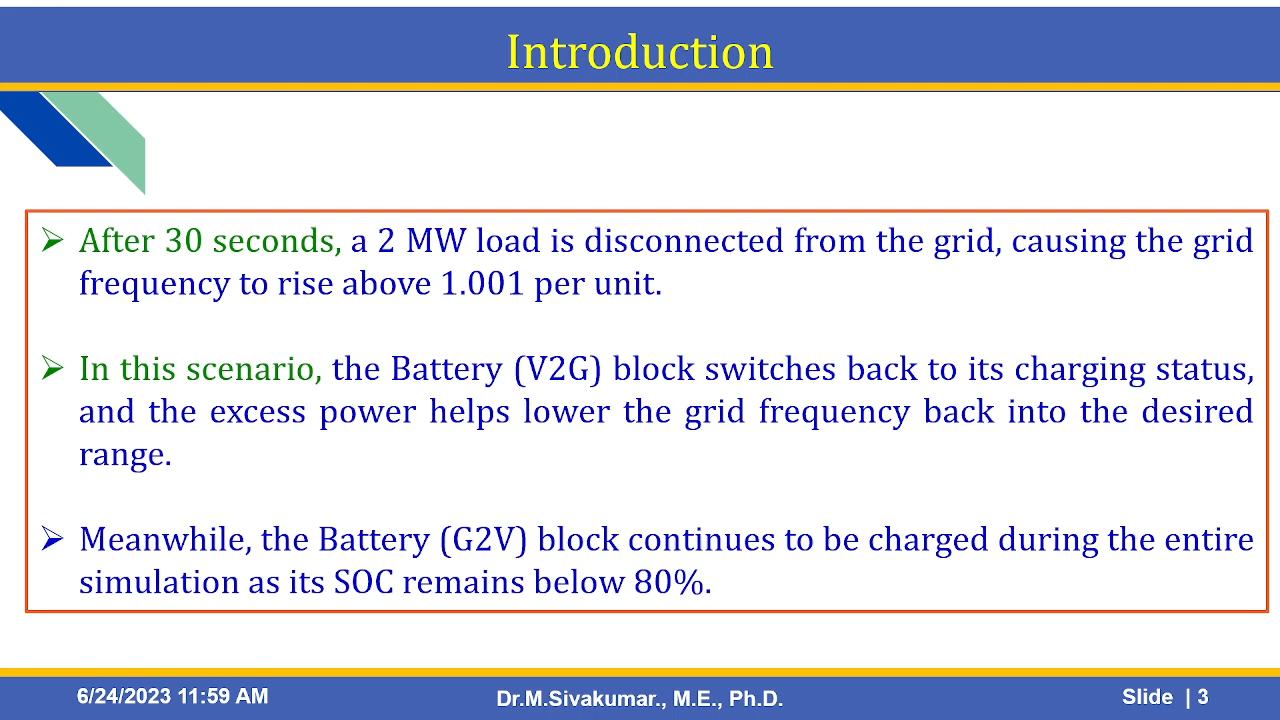 Introduction
After 30 seconds, a 2 MW load is disconnected from the grid, causing the grid
frequency to rise above 1.001 per unit.
In this scenario, the Battery (V2G) block switches back to its charging status,
and the excess power helps lower the grid frequency back into the desired
range.
Meanwhile, the Battery (G2V) block continues to be charged during the entire
simulation as its SOC remains below 80%.
6/24/2023 11:59 AM
Dr.M.Sivakumar., M.E., Ph.D.
Slide | 3